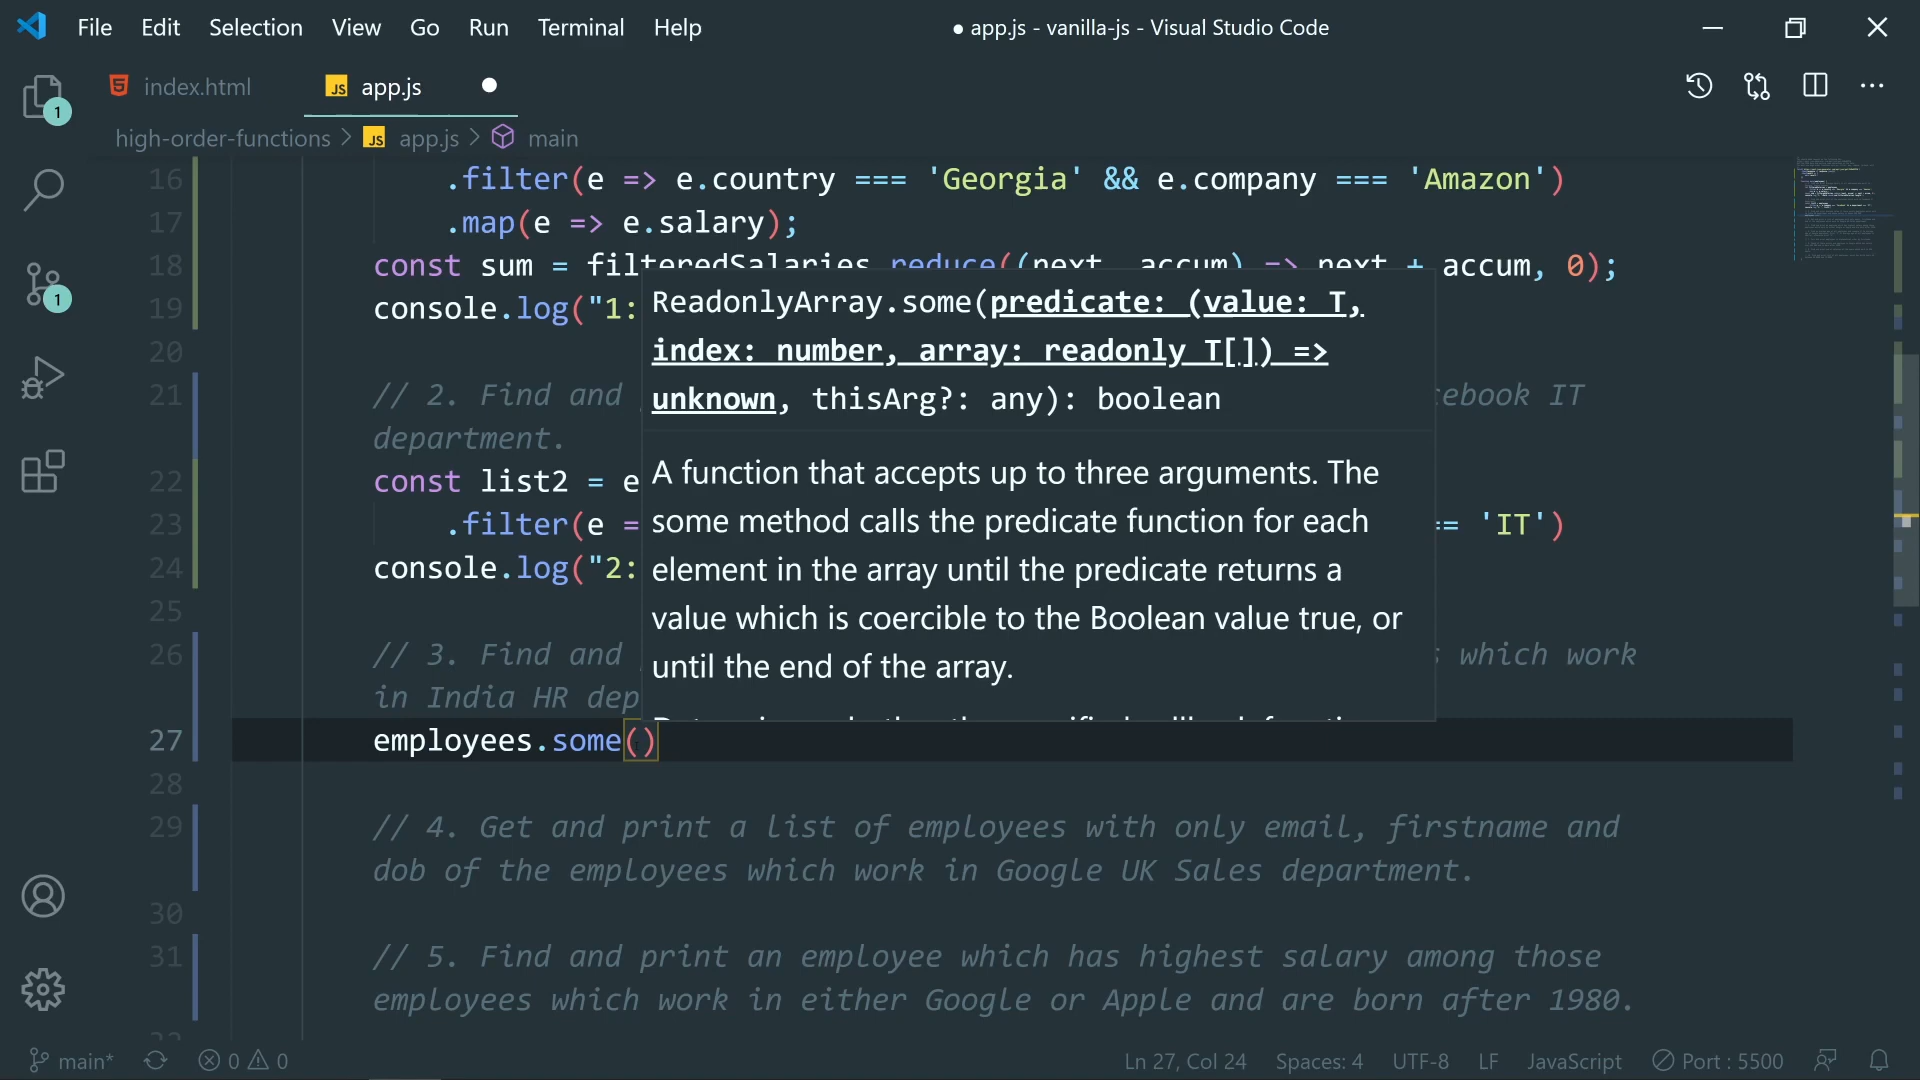 File Edit Selection View Go Run Terminal Help ● app.js - vanilla-js - Visual Studio Code
index.html app.js
high-order-functions > JS app.js > main
16 .filter(e => e.country === 'Georgia' && e.company === 'Amazon')
17 .map(e => e.salary);
18 const sum = filteredSalaries.reduce((next, accum) => next + accum, 0);
19 console.log("1:
ReadonlyArray.some(predicate: (value: T,
20
index: number, array: readonly T[]) =>
21 // 2. Find and ebook IT
unknown, thisArg?: any): boolean
department.
22 const list2 = e
A function that accepts up to three arguments. The
23 .filter(e = == 'IT')
some method calls the predicate function for each
24 console.log("2:
element in the array until the predicate returns a
25
value which is coercible to the Boolean value true, or
26 // 3. Find and which work
until the end of the array.
in India HR dep
27 employees.some()
28
29 // 4. Get and print a list of employees with only email, firstname and
dob of the employees which work in Google UK Sales department.
30
31 // 5. Find and print an employee which has highest salary among those
employees which work in either Google or Apple and are born after 1980.
main* 0 0 Ln 27, Col 24 Spaces: 4 UTF-8 LF JavaScript Port : 5500